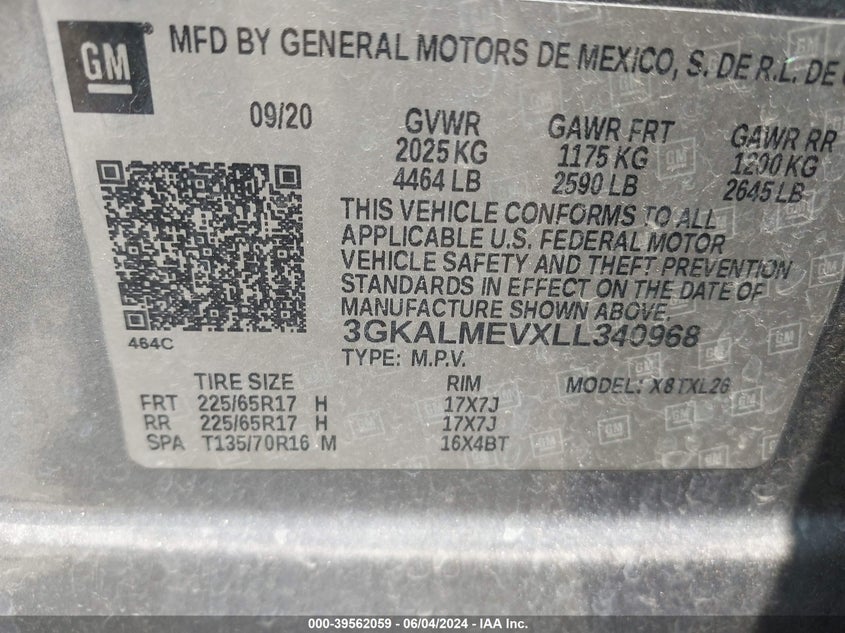 GM
MFD BY GENERAL MOTORS DE MEXICO, S. DE R.L. DE
09/20
GVWR GAWR FRT GAWR RR
2025 KG 1175 KG 1200 KG
4464 LB 2590 LB 2645 LB
THIS VEHICLE CONFORMS TO ALL
APPLICABLE U.S. FEDERAL MOTOR
VEHICLE SAFETY AND THEFT PREVENTION
STANDARDS IN EFFECT ON THE DATE OF
MANUFACTURE SHOWN ABOVE.
3GKALMEVXLL340968
464C
TYPE: M.P.V.
TIRE SIZE RIM MODEL: X8TXL26
FRT 225/65R17 H 17X7J
RR 225/65R17 H 17X7J
SPA T135/70R16 M 16X4BT
000-39562059 - 06/04/2024 - IAA Inc.